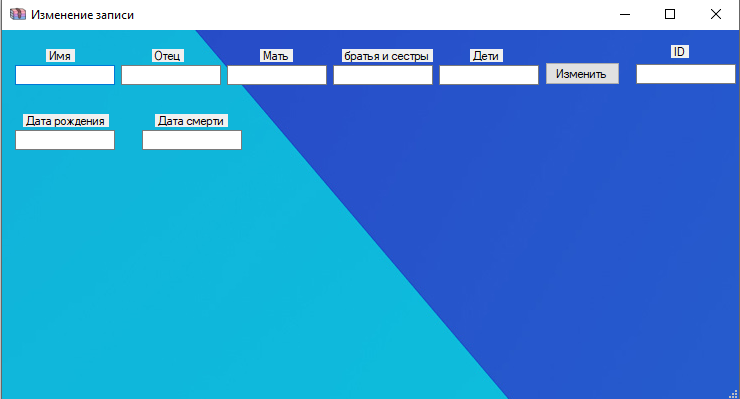 Изменение записи
Имя Отец Мать братья и сестры Дети Изменить ID
Дата рождения Дата смерти